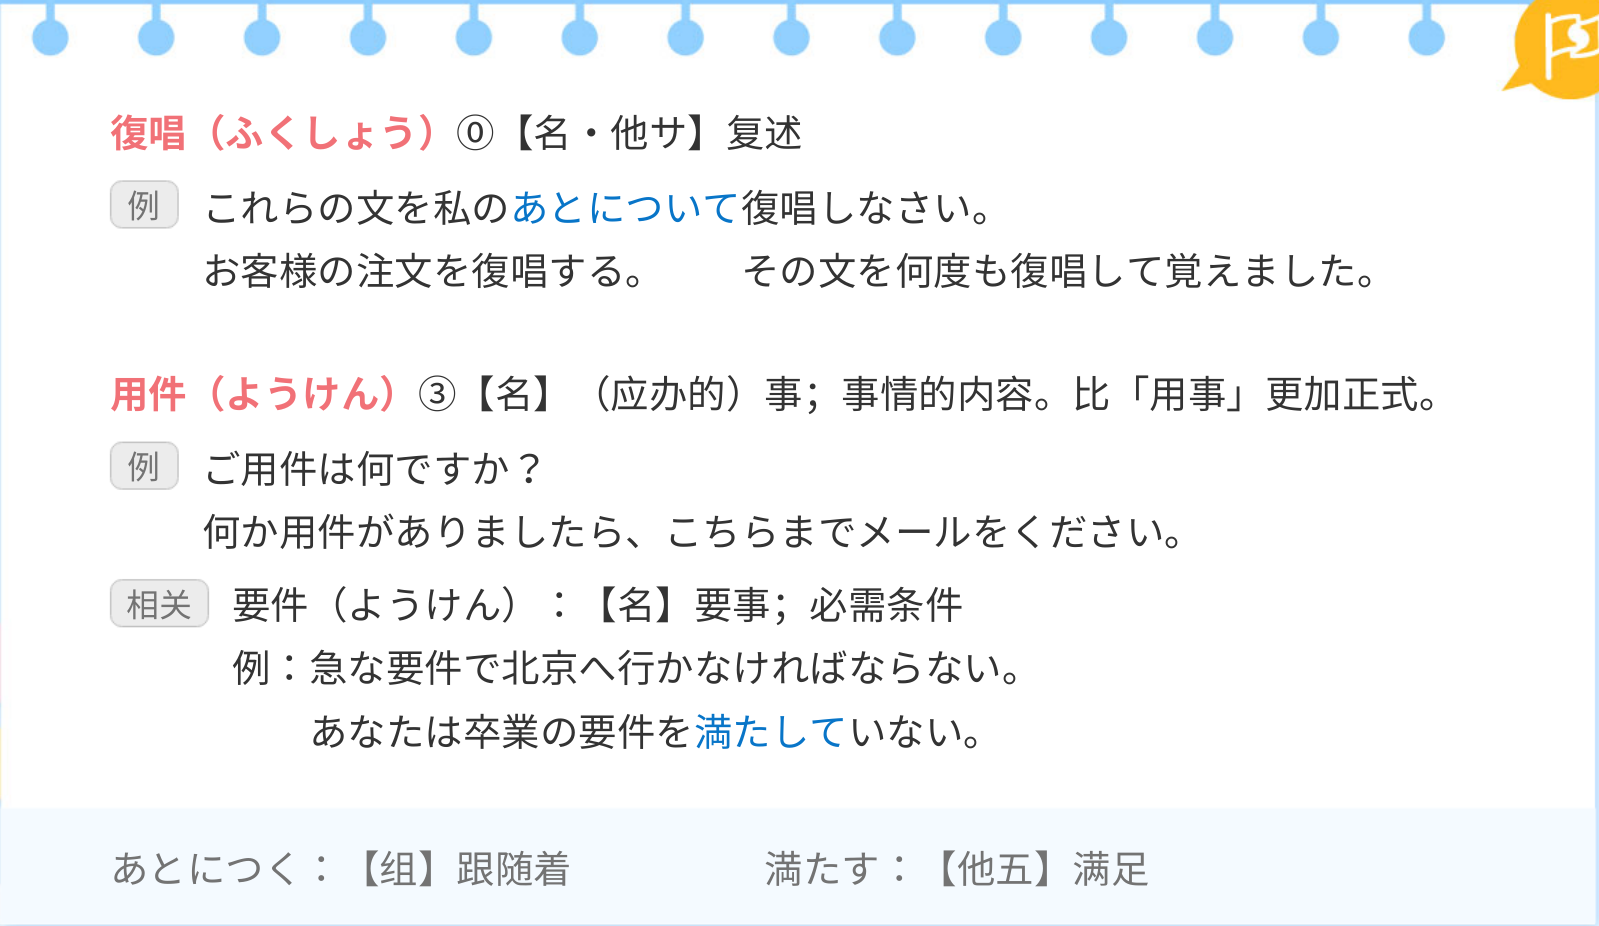 復唱（ふくしょう）⓪【名・他サ】复述
例 これらの文を私のあとについて復唱しなさい。
お客様の注文を復唱する。 その文を何度も復唱して覚えました。
用件（ようけん）③【名】（应办的）事；事情的内容。比「用事」更加正式。
例 ご用件は何ですか？
何か用件がありましたら、こちらまでメールをください。
相关 要件（ようけん）：【名】要事；必需条件
例：急な要件で北京へ行かなければならない。
あなたは卒業の要件を満たしていない。
あとにつく：【组】跟随着 満たす：【他五】满足